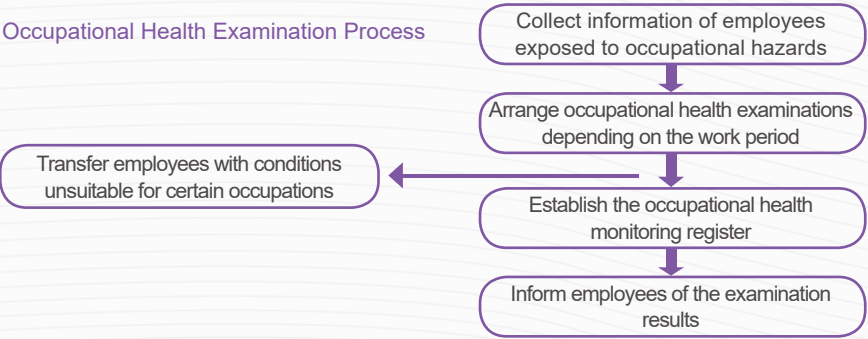 Occupational Health Examination Process
Collect information of employees
exposed to occupational hazards
Arrange occupational health examinations
depending on the work period
Transfer employees with conditions
unsuitable for certain occupations
Establish the occupational health
monitoring register
Inform employees of the examination
results